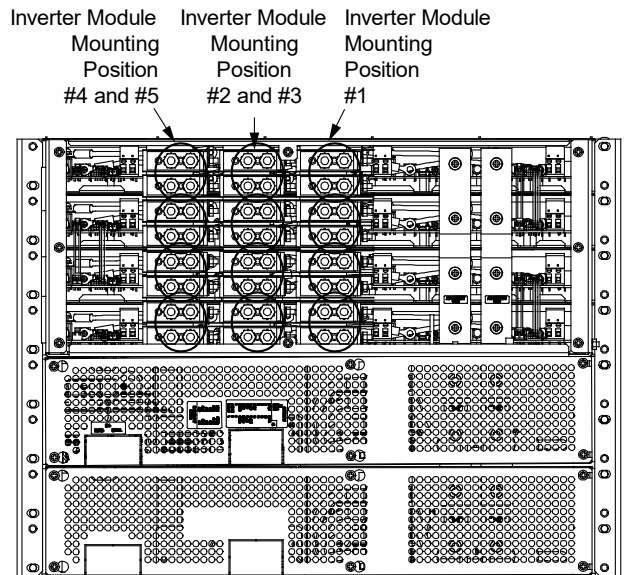 Inverter Module Mounting Position #4 and #5
Inverter Module Mounting Position #2 and #3
Inverter Module Mounting Position #1